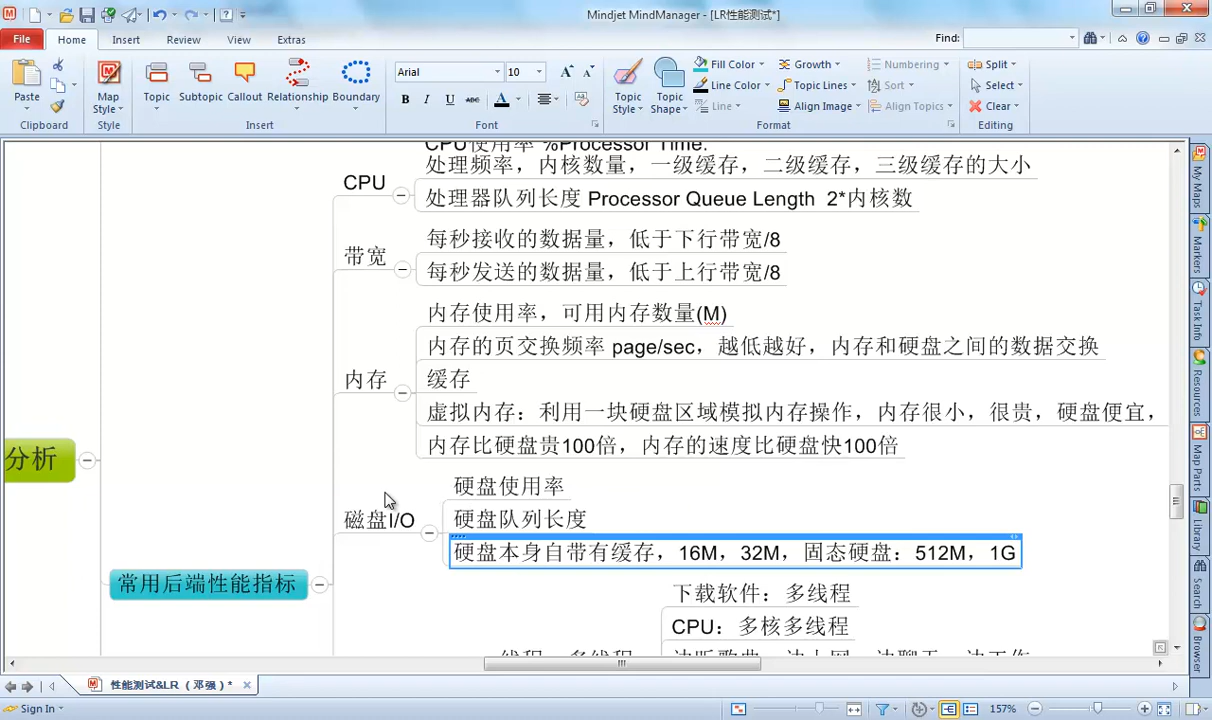 Mindjet MindManager - [LR性能测试*]
File
Home
Insert
Review
View
Extras
Find:
Paste
Clipboard
Map Style
Style
Topic
Subtopic
Callout
Relationship
Boundary
Insert
Arial
10
B
I
U
abc
A
Font
Topic Style
Topic Shape
Fill Color
Line Color
Line
Growth
Topic Lines
Align Image
Numbering
Sort
Align Topics
Format
Split
Select
Clear
Editing
CPU使用率 %Processor Time.
处理频率，内核数量，一级缓存，二级缓存，三级缓存的大小
CPU
处理器队列长度 Processor Queue Length 2*内核数
每秒接收的数据量，低于下行带宽/8
带宽
每秒发送的数据量，低于上行带宽/8
内存使用率，可用内存数量(M)
内存的页交换频率 page/sec，越低越好，内存和硬盘之间的数据交换
内存
缓存
虚拟内存：利用一块硬盘区域模拟内存操作，内存很小，很贵，硬盘便宜，
内存比硬盘贵100倍，内存的速度比硬盘快100倍
分析
硬盘使用率
磁盘I/O
硬盘队列长度
硬盘本身自带有缓存，16M，32M，固态硬盘：512M，1G
常用后端性能指标
下载软件：多线程
CPU：多核多线程
My Maps
Markers
Task Info
Resources
Map Parts
Library
Search
Browser
性能测试&LR（邓强）*
Sign In
157%